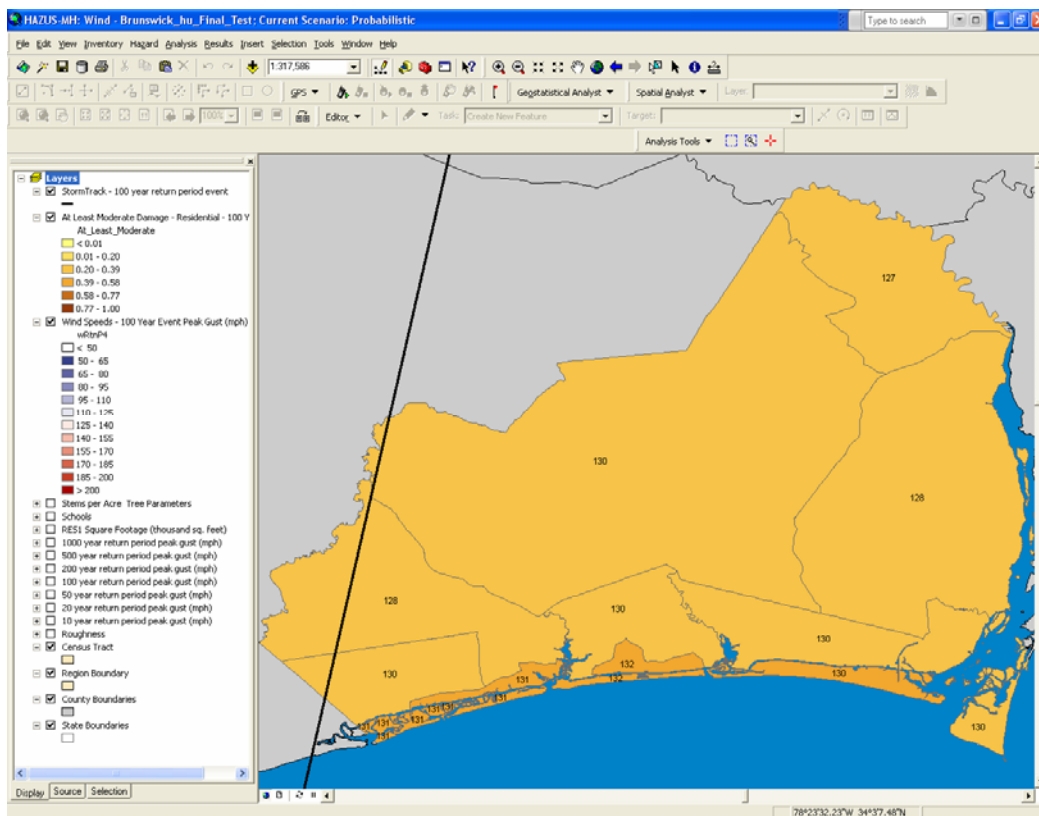 HAZUS-MH: Wind - Brunswick_hu_Final_Test: Current Scenario: Probabilistic
Type to search
File Edit View Inventory Hazard Analysis Results Insert Selection Tools Window Help
1:317,586
GPS Geostatistical Analyst Spatial Analyst Layer:
100% Editor Task: Create New Feature Target:
Analysis Tools
Layers
StormTrack - 100 year return period event
At Least Moderate Damage - Residential - 100 Y
At_Least_Moderate
< 0.01
0.01 - 0.20
0.20 - 0.39
0.39 - 0.58
0.58 - 0.77
0.77 - 1.00
Wind Speeds - 100 Year Event Peak Gust (mph)
wRtnP4
< 50
50 - 65
65 - 80
80 - 95
95 - 110
110 - 125
125 - 140
140 - 155
155 - 170
170 - 185
185 - 200
> 200
Stems per Acre Tree Parameters
Schools
RES1 Square Footage (thousand sq. feet)
1000 year return period peak gust (mph)
500 year return period peak gust (mph)
200 year return period peak gust (mph)
100 year return period peak gust (mph)
50 year return period peak gust (mph)
20 year return period peak gust (mph)
10 year return period peak gust (mph)
Roughness
Census Tract
Region Boundary
County Boundaries
State Boundaries
Display Source Selection
127
130
128
128
130
130
130
132
131
132
130
131
131 131
131 131
131
130
78°23'32.23"W 34°3'7.48"N